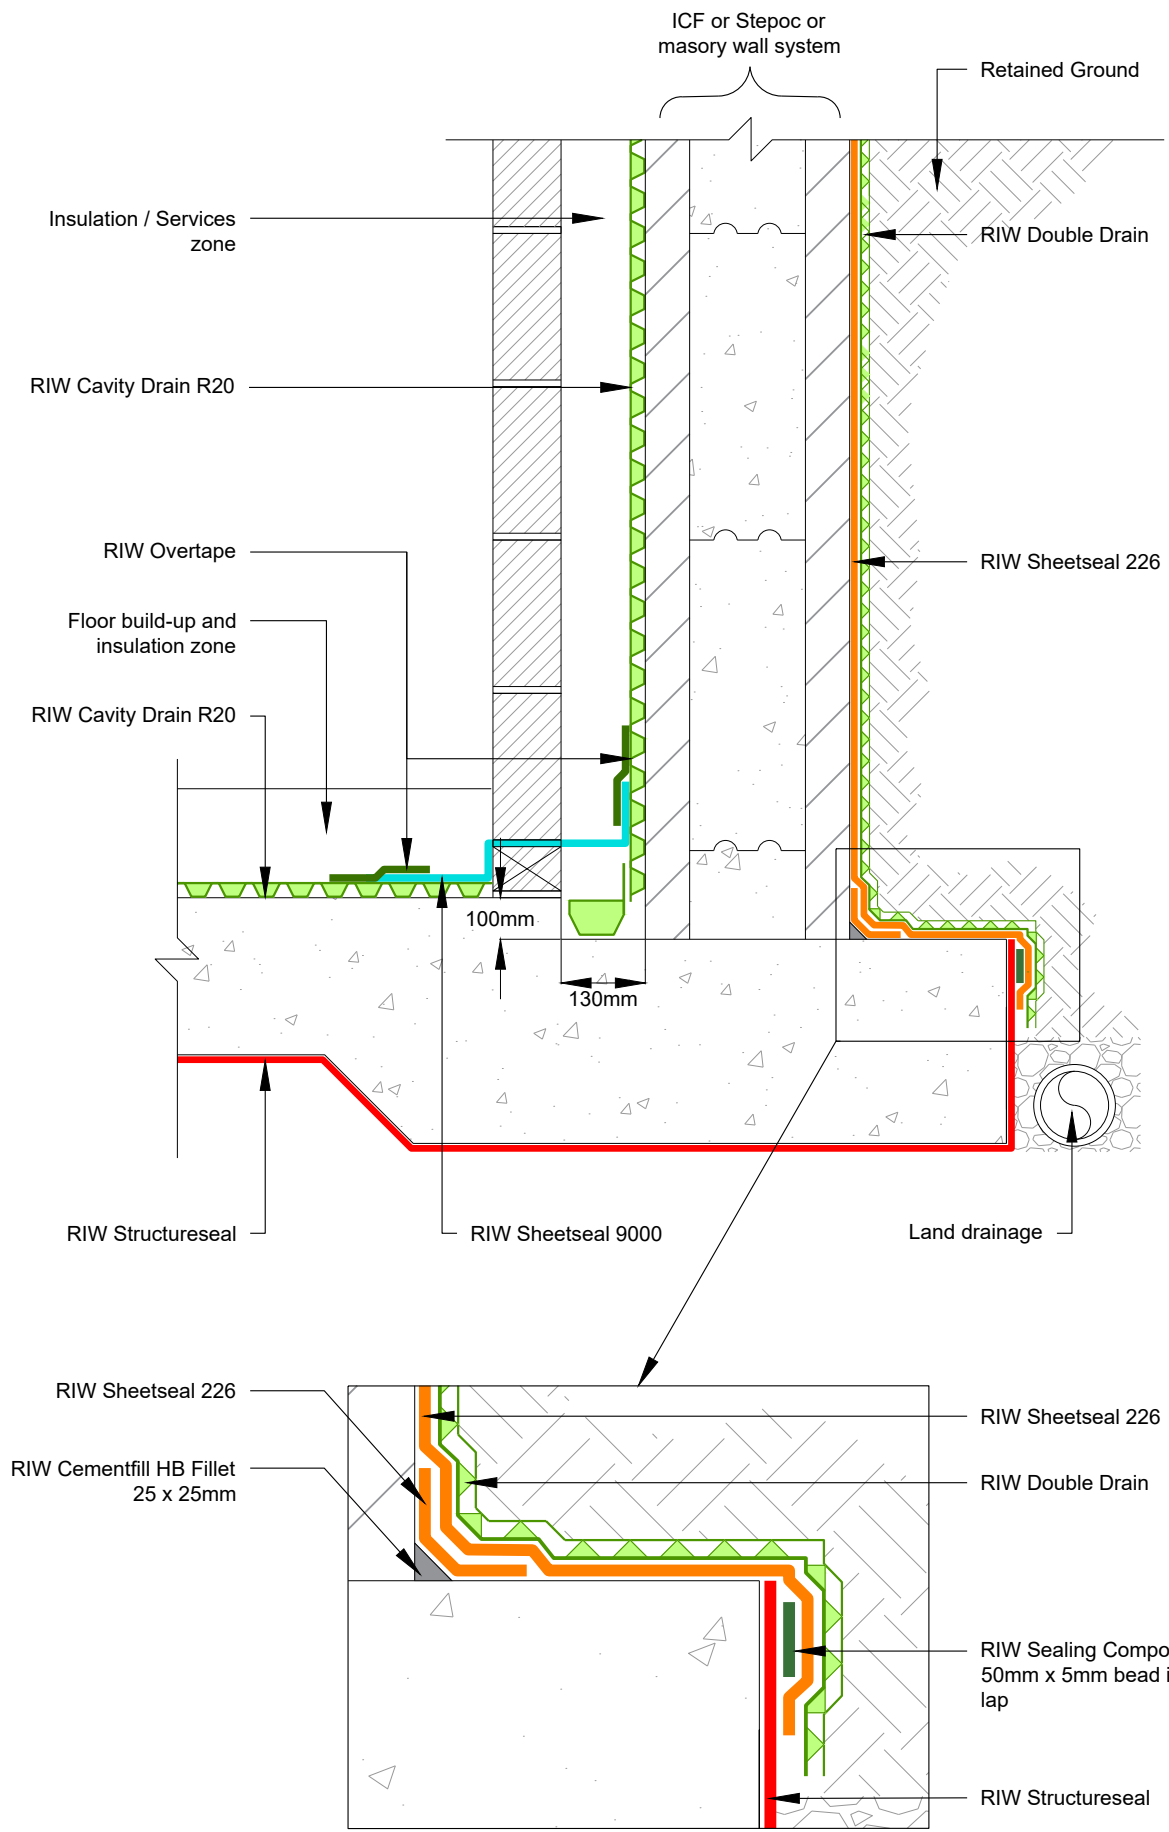 ICF or Stepoc or
masory wall system
Retained Ground
Insulation / Services
zone
RIW Double Drain
RIW Cavity Drain R20
RIW Overtape
RIW Sheetseal 226
Floor build-up and
insulation zone
RIW Cavity Drain R20
100mm
130mm
RIW Structureseal
RIW Sheetseal 9000
Land drainage
RIW Sheetseal 226
RIW Sheetseal 226
RIW Cementfill HB Fillet
25 x 25mm
RIW Double Drain
RIW Sealing Compo
50mm x 5mm bead i
lap
RIW Structureseal